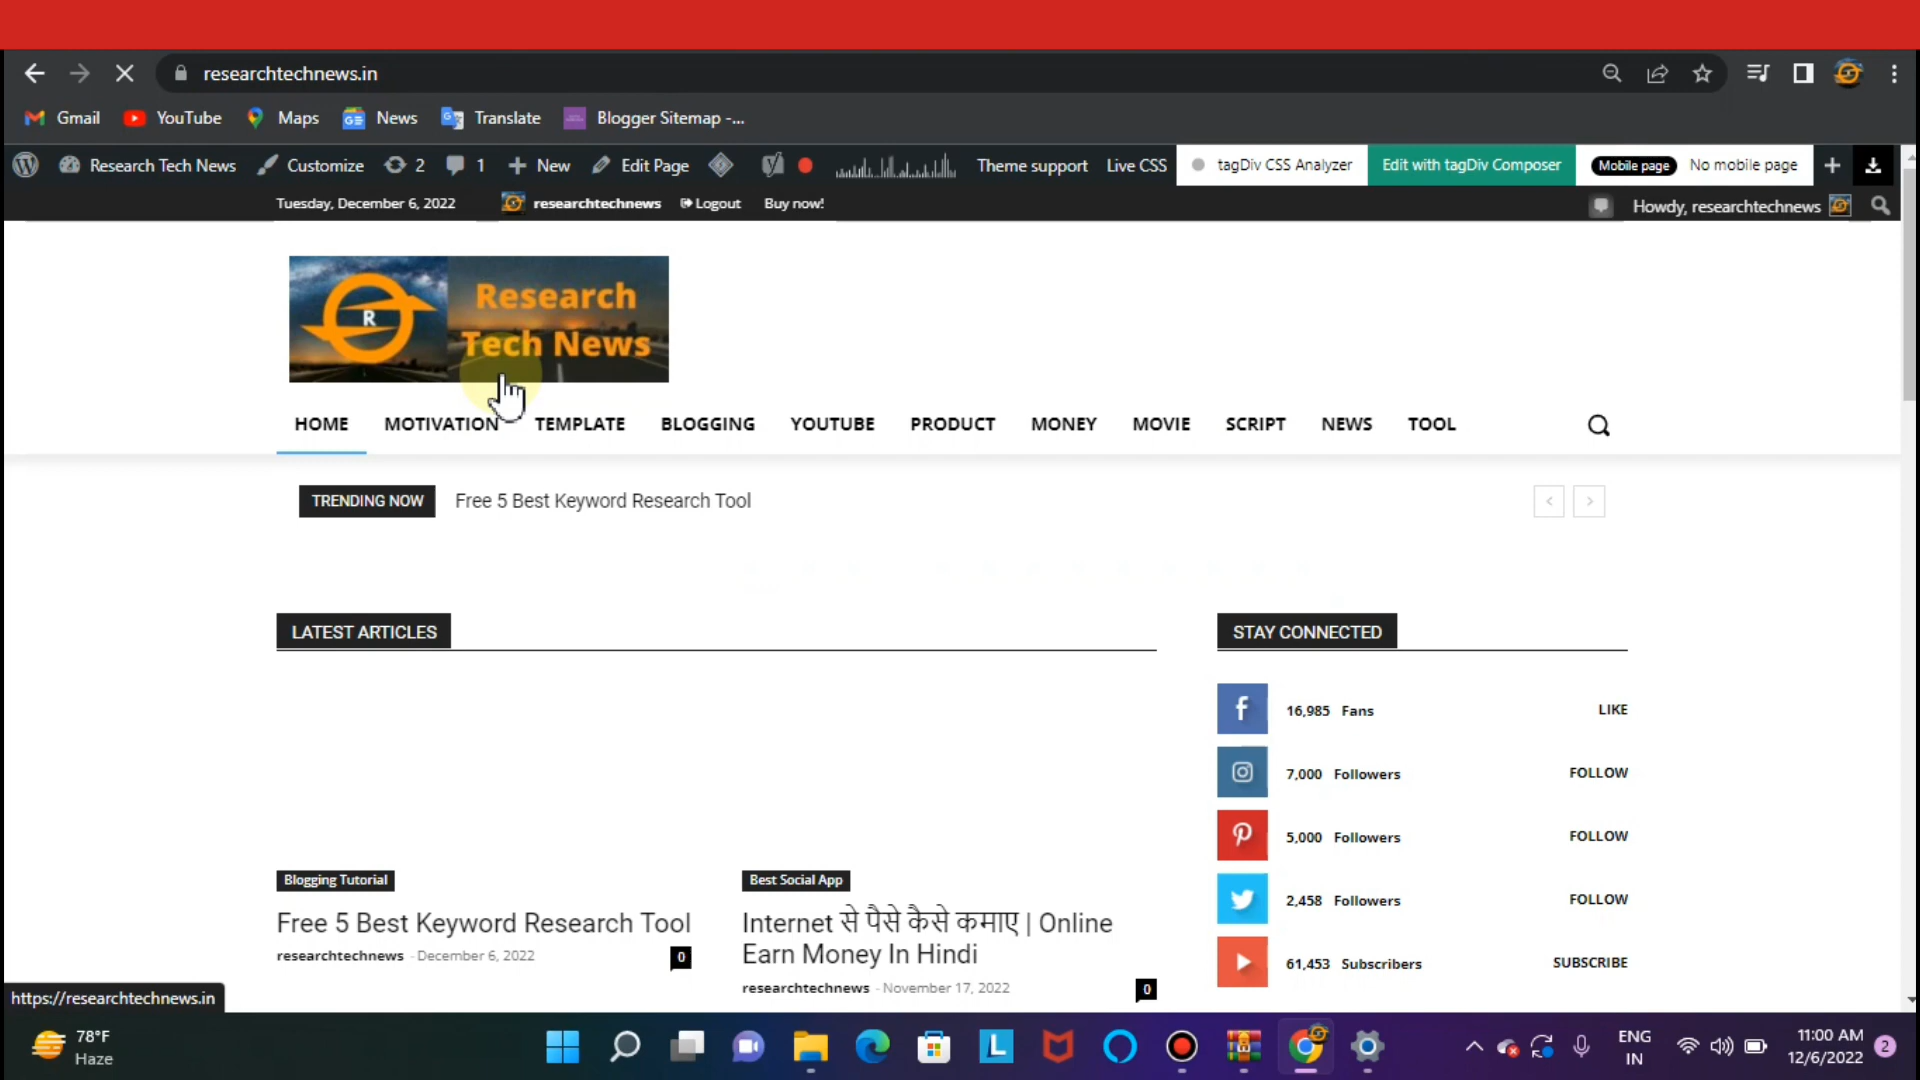 researchtechnews.in
Gmail YouTube Maps News Translate Blogger Sitemap -...
Research Tech News Customize 2 1 New Edit Page Theme support Live CSS tagDiv CSS Analyzer Edit with tagDiv Composer Mobile page No mobile page
Tuesday, December 6, 2022 researchtechnews Logout Buy now! Howdy, researchtechnews
R
Research
Tech News
HOME MOTIVATION TEMPLATE BLOGGING YOUTUBE PRODUCT MONEY MOVIE SCRIPT NEWS TOOL
TRENDING NOW Free 5 Best Keyword Research Tool
LATEST ARTICLES
Blogging Tutorial
Free 5 Best Keyword Research Tool
researchtechnews - December 6, 2022 0
Best Social App
Internet से पैसे कैसे कमाए | Online
Earn Money In Hindi
researchtechnews - November 17, 2022 0
STAY CONNECTED
16,985 Fans LIKE
7,000 Followers FOLLOW
5,000 Followers FOLLOW
2,458 Followers FOLLOW
61,453 Subscribers SUBSCRIBE
https://researchtechnews.in
78°F
Haze
ENG
IN
11:00 AM
12/6/2022
2